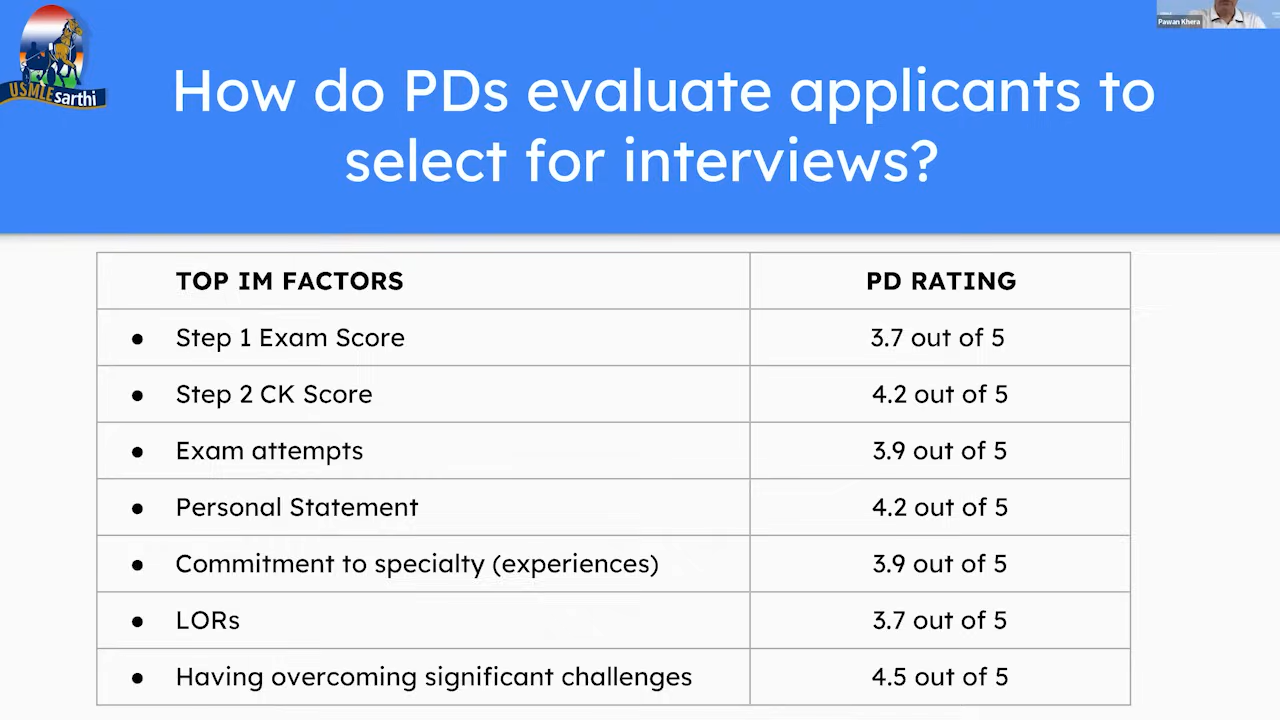 USMLE sarthi
Pawan Khera
How do PDs evaluate applicants to
select for interviews?
TOP IM FACTORS PD RATING
● Step 1 Exam Score 3.7 out of 5
● Step 2 CK Score 4.2 out of 5
● Exam attempts 3.9 out of 5
● Personal Statement 4.2 out of 5
● Commitment to specialty (experiences) 3.9 out of 5
● LORs 3.7 out of 5
● Having overcoming significant challenges 4.5 out of 5